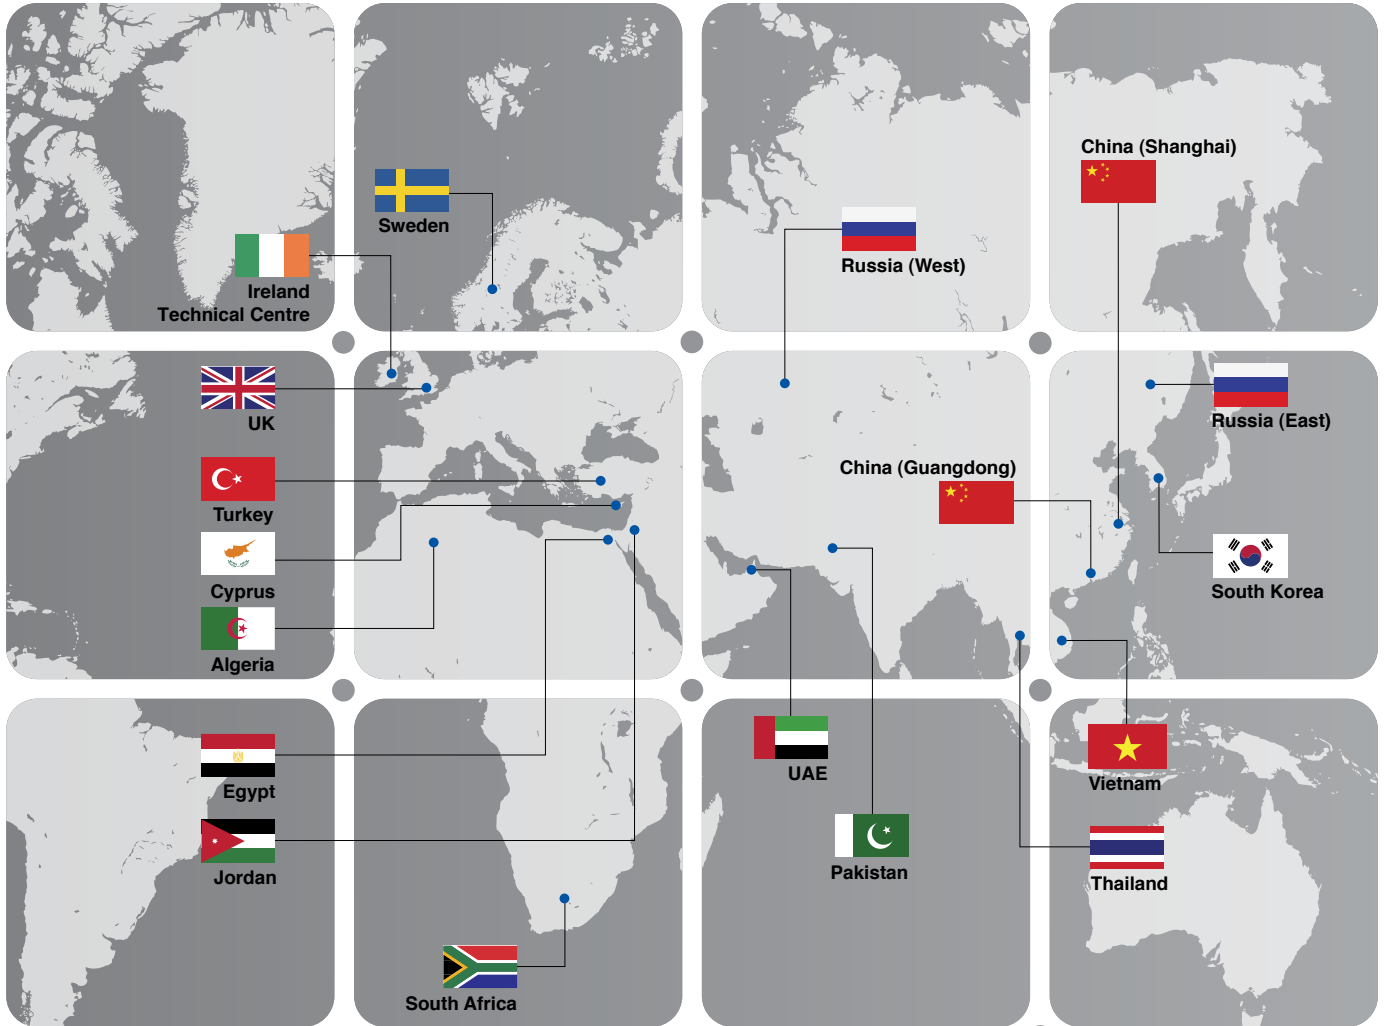 China (Shanghai)
Sweden
Russia (West)
Ireland
Technical Centre
UK
Russia (East)
China (Guangdong)
Turkey
Cyprus
South Korea
Algeria
UAE
Vietnam
Egypt
Pakistan
Jordan
Thailand
South Africa